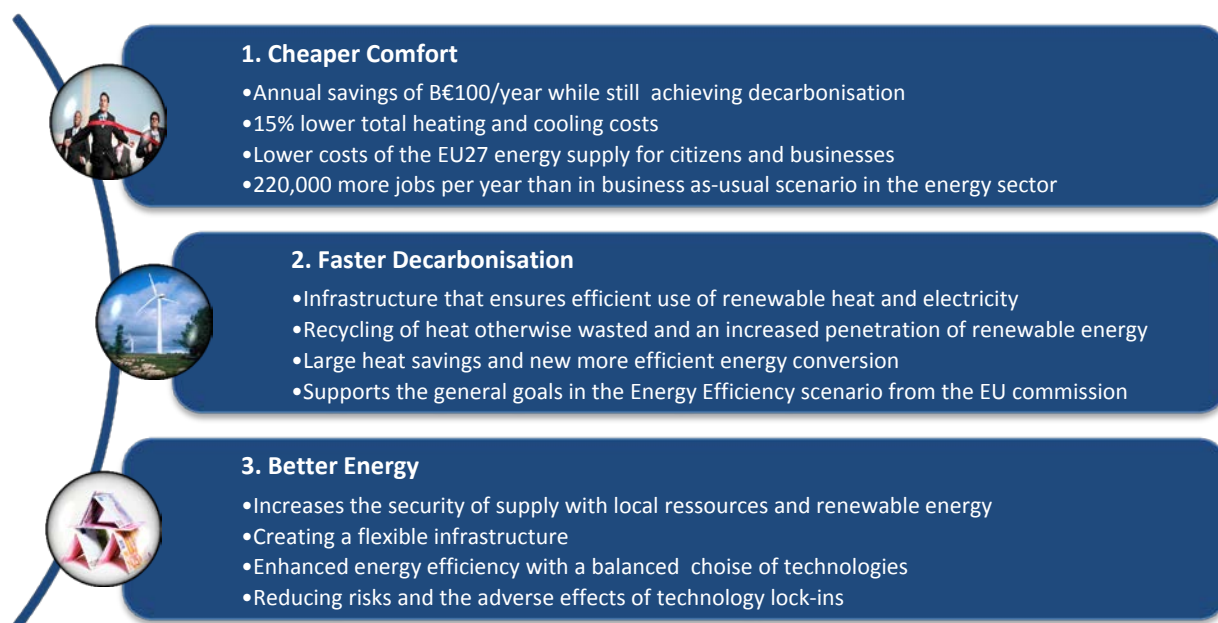 1. Cheaper Comfort
•Annual savings of B€100/year while still achieving decarbonisation
•15% lower total heating and cooling costs
•Lower costs of the EU27 energy supply for citizens and businesses
•220,000 more jobs per year than in business as-usual scenario in the energy sector
2. Faster Decarbonisation
•Infrastructure that ensures efficient use of renewable heat and electricity
•Recycling of heat otherwise wasted and an increased penetration of renewable energy
•Large heat savings and new more efficient energy conversion
•Supports the general goals in the Energy Efficiency scenario from the EU commission
3. Better Energy
•Increases the security of supply with local ressources and renewable energy
•Creating a flexible infrastructure
•Enhanced energy efficiency with a balanced choise of technologies
•Reducing risks and the adverse effects of technology lock-ins